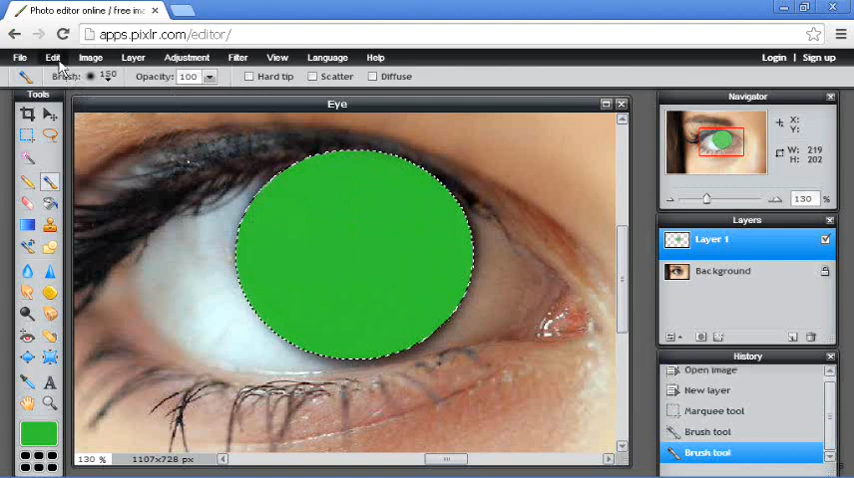 Photo editor online / free ima
apps.pixlr.com/editor/
File Edit Image Layer Adjustment Filter View Language Help Login | Sign up
Brush: 150 Opacity: 100 Hard tip Scatter Diffuse
Tools
Eye
Navigator
X:
Y:
W: 219
H: 202
130 %
Layers
Layer 1
Background
History
Open image
New layer
Marquee tool
Brush tool
Brush tool
A
130 % 1107x728 px